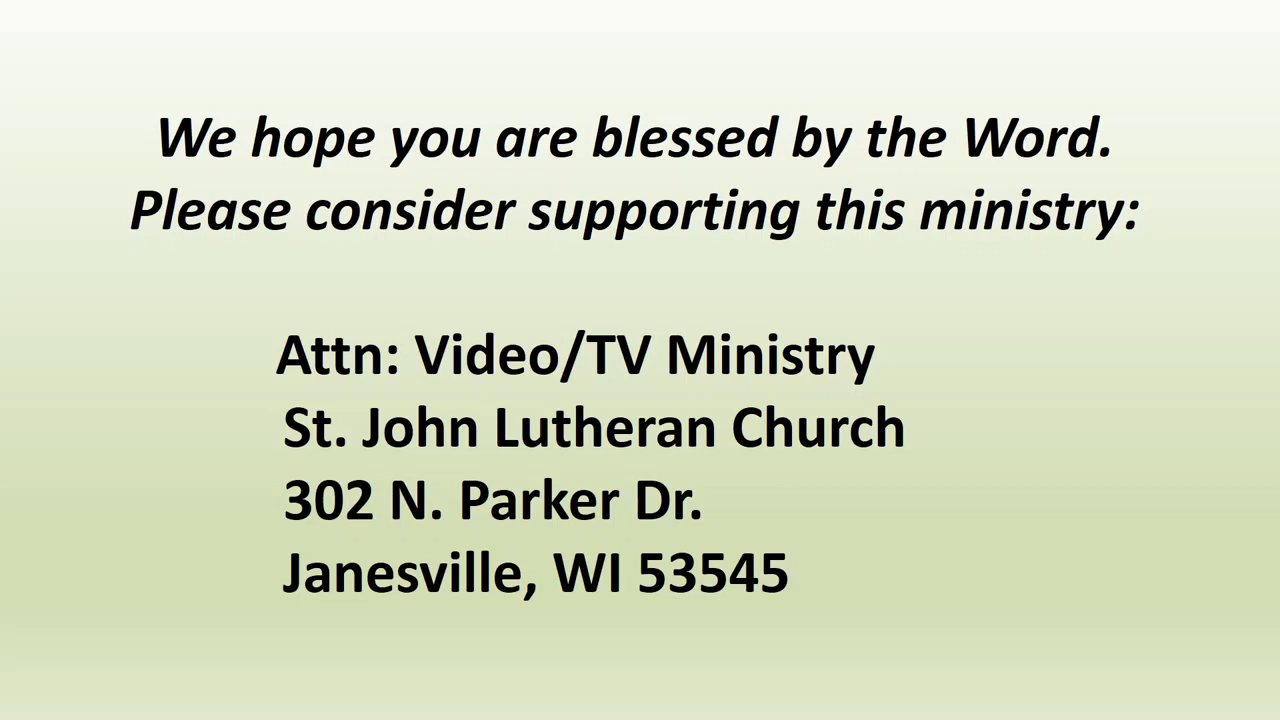 We hope you are blessed by the Word.
Please consider supporting this ministry:
Attn: Video/TV Ministry
St. John Lutheran Church
302 N. Parker Dr.
Janesville, WI 53545